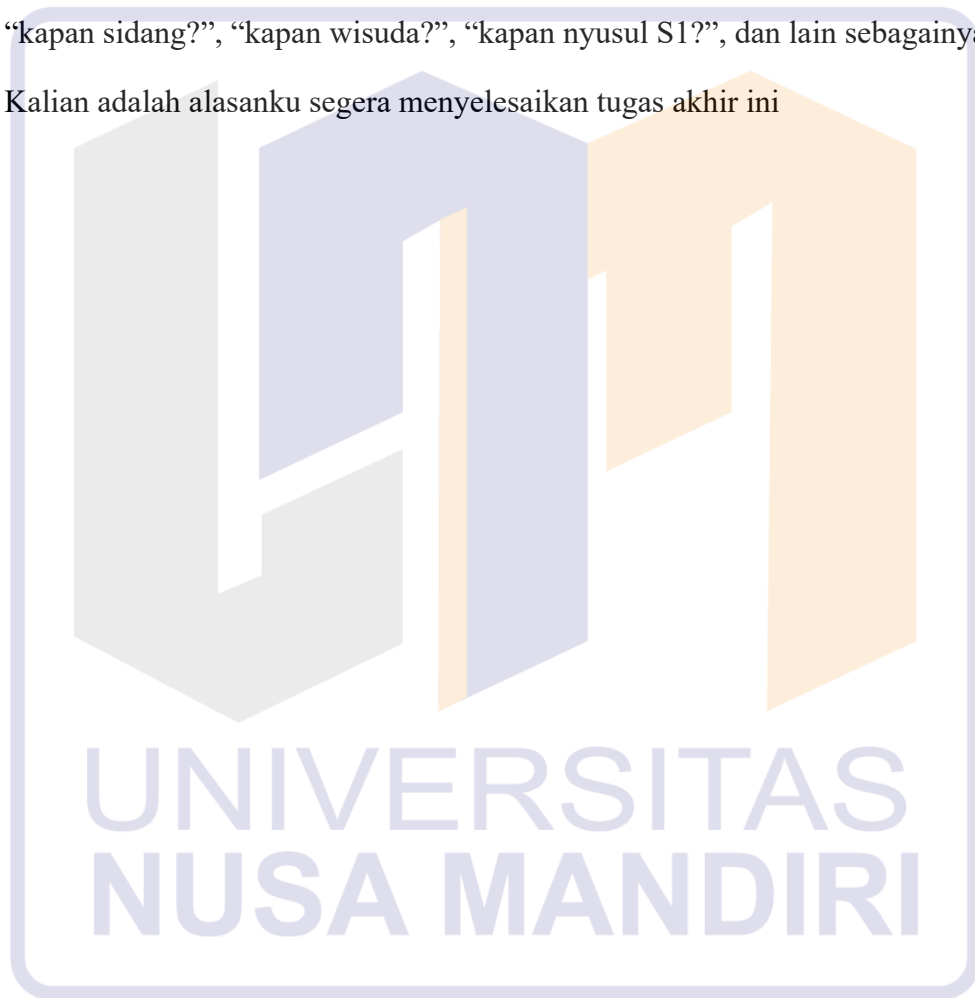 “kapan sidang?”, “kapan wisuda?”, “kapan nyusul S1?”, dan lain sebagainya
Kalian adalah alasanku segera menyelesaikan tugas akhir ini
UNIVERSITAS
NUSA MANDIRI